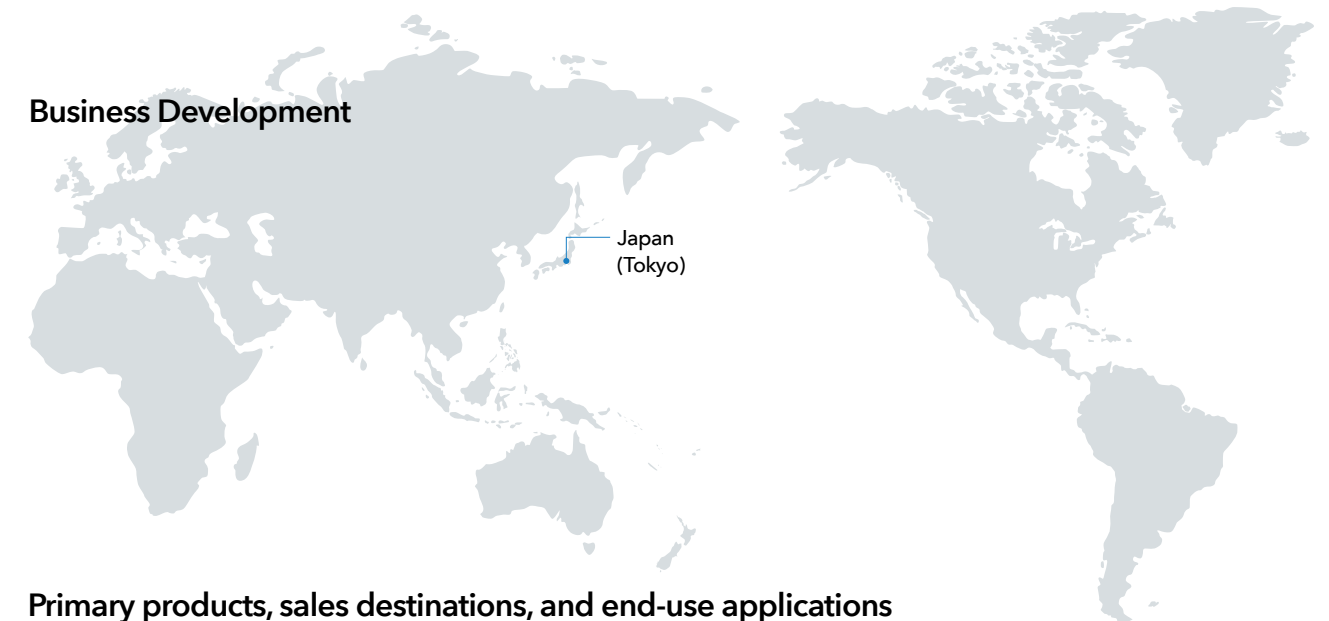 Business Development
Japan
(Tokyo)
Primary products, sales destinations, and end-use applications